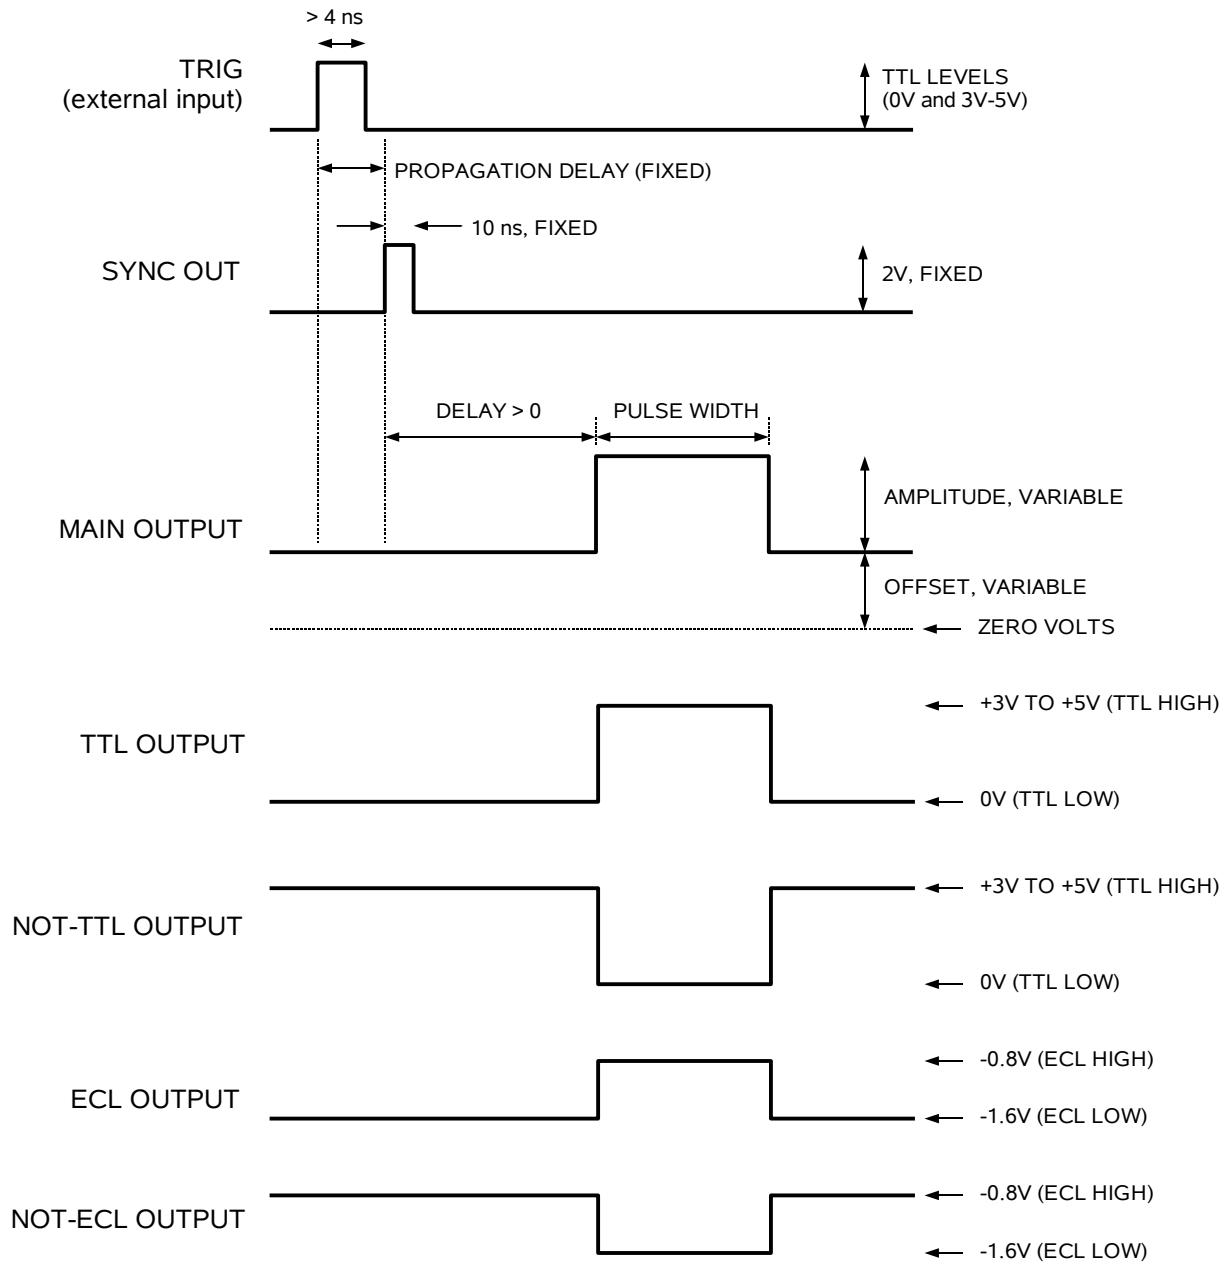 > 4 ns
TRIG
(external input)
TTL LEVELS
(0V and 3V-5V)
PROPAGATION DELAY (FIXED)
10 ns, FIXED
SYNC OUT
2V, FIXED
DELAY > 0
PULSE WIDTH
MAIN OUTPUT
AMPLITUDE, VARIABLE
OFFSET, VARIABLE
ZERO VOLTS
+3V TO +5V (TTL HIGH)
TTL OUTPUT
0V (TTL LOW)
+3V TO +5V (TTL HIGH)
NOT-TTL OUTPUT
0V (TTL LOW)
-0.8V (ECL HIGH)
ECL OUTPUT
-1.6V (ECL LOW)
-0.8V (ECL HIGH)
NOT-ECL OUTPUT
-1.6V (ECL LOW)